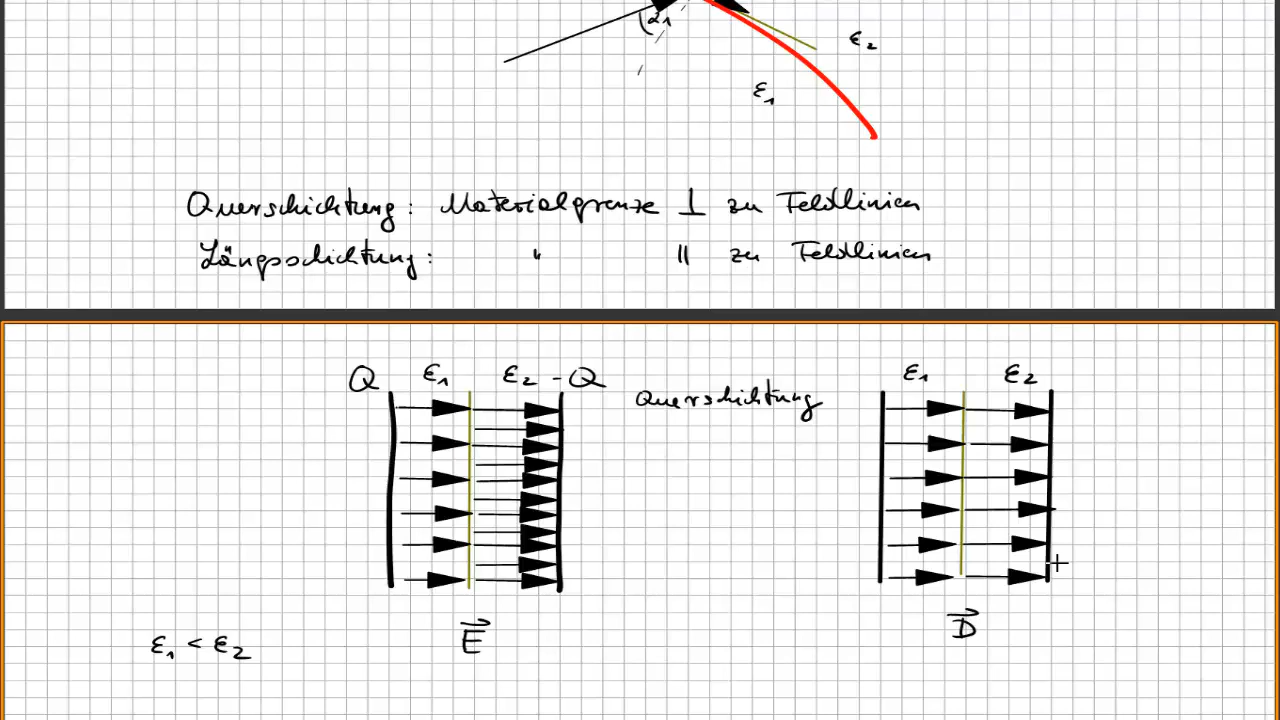 α1
ε2
ε1
Querschichtung: Materialgrenze ⊥ zu Feldlinien
Längsschichtung: " || zu Feldlinien
Q ε1 ε2 -Q
Querschichtung
ε1 ε2
E⃗
D⃗
ε1 < ε2